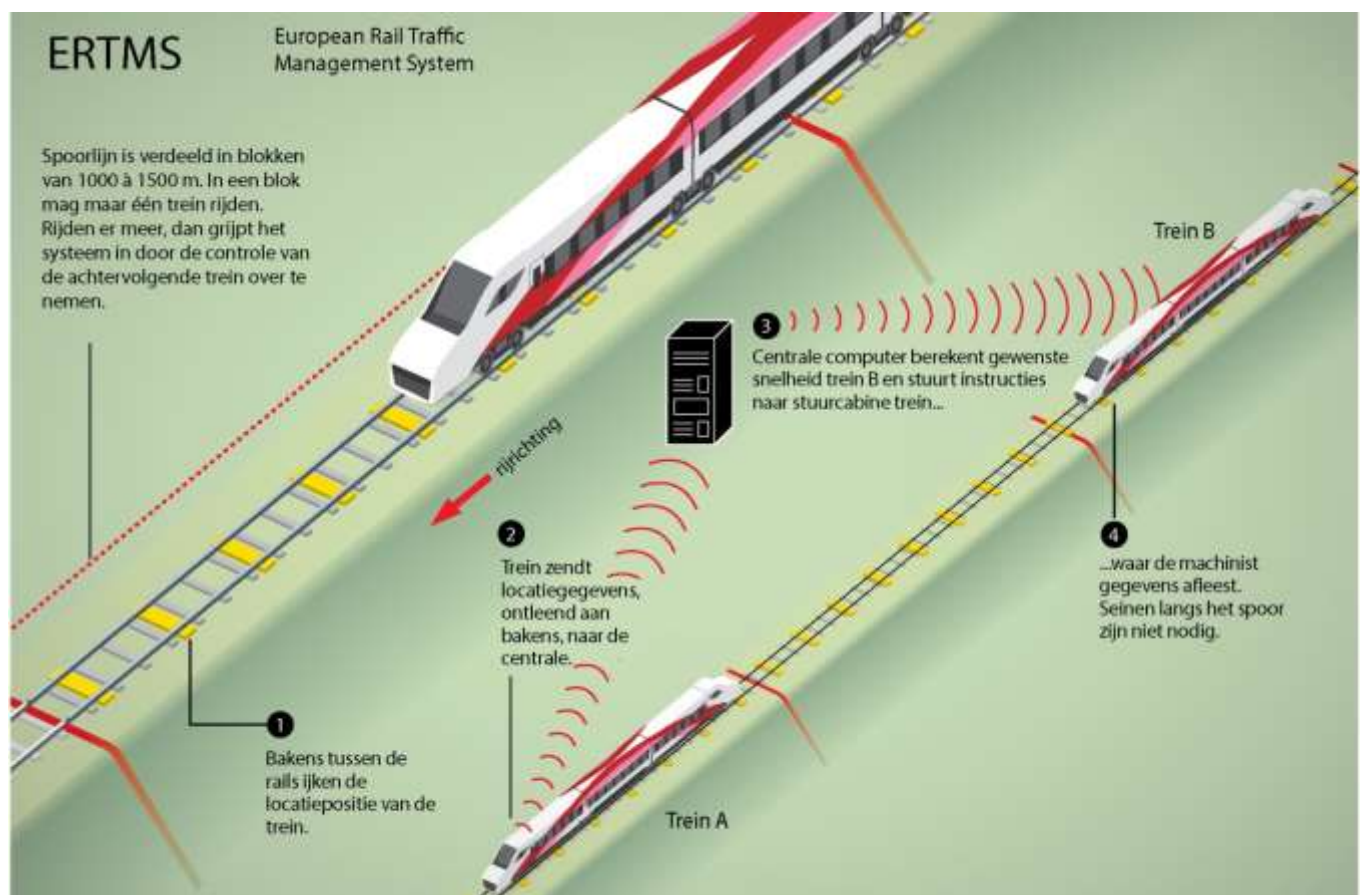 ERTMS
European Rail Traffic
Management System
Spoorlijn is verdeeld in blokken
van 1000 à 1500 m. In een blok
mag maar één trein rijden.
Rijden er meer, dan grijpt het
systeem in door de controle van
de achtervolgende trein over te
nemen.
Trein B
3
Centrale computer berekent gewenste
snelheid trein B en stuurt instructies
naar stuurcabine trein...
rijrichting
2
Trein zendt
locatiegegevens,
ontleend aan
bakens, naar de
centrale.
4
...waar de machinist
gegevens afleest.
Seinen langs het spoor
zijn niet nodig.
1
Bakens tussen de
rails ijken de
locatiepositie van de
trein.
Trein A